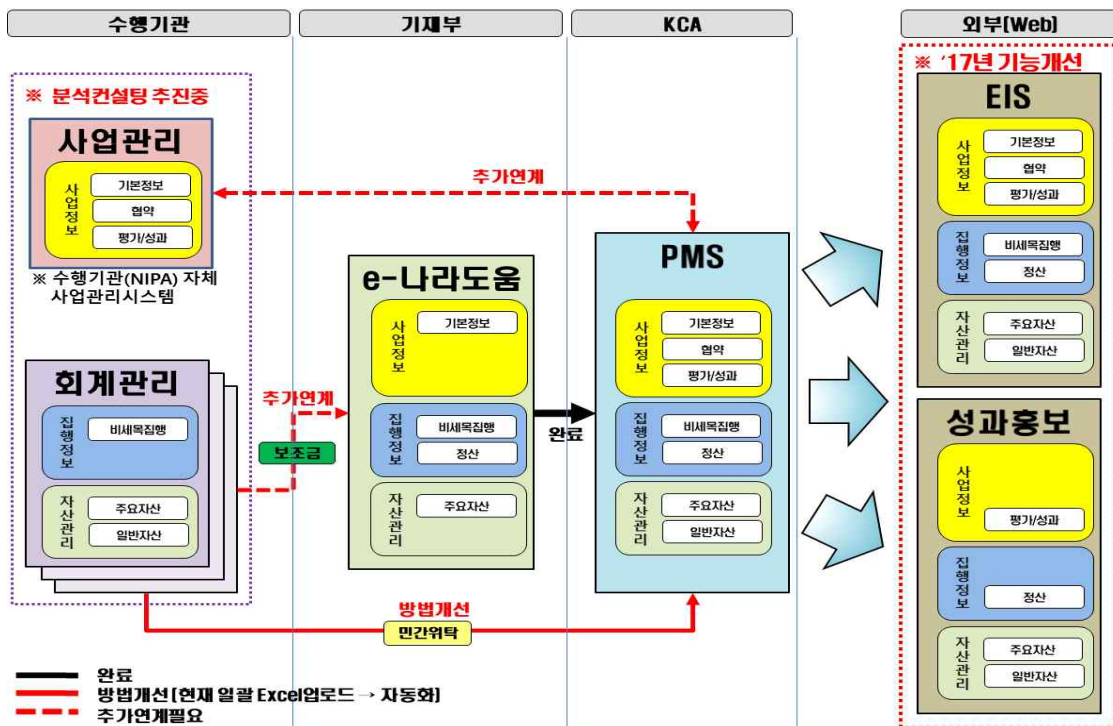 수행기관
기재부
KCA
외부(Web)
※ 분석컨설팅 추진중
사업관리
사업정보
기본정보
협약
평가/성과
※ 수행기관(NIPA) 자체
사업관리시스템
회계관리
집행정보
비세목집행
자산관리
주요자산
일반자산
추가연계
보조금
추가연계
e-나라도움
사업정보
기본정보
집행정보
비세목집행
정산
자산관리
주요자산
완료
PMS
사업정보
기본정보
협약
평가/성과
집행정보
비세목집행
정산
자산관리
주요자산
일반자산
방법개선
민간위탁
※ '17년 기능개선
EIS
사업정보
기본정보
협약
평가/성과
집행정보
비세목집행
정산
자산관리
주요자산
일반자산
성과홍보
사업정보
평가/성과
집행정보
정산
자산관리
주요자산
일반자산
완료
방법개선 [현재 일괄 Excel업로드 → 자동화]
추가연계필요